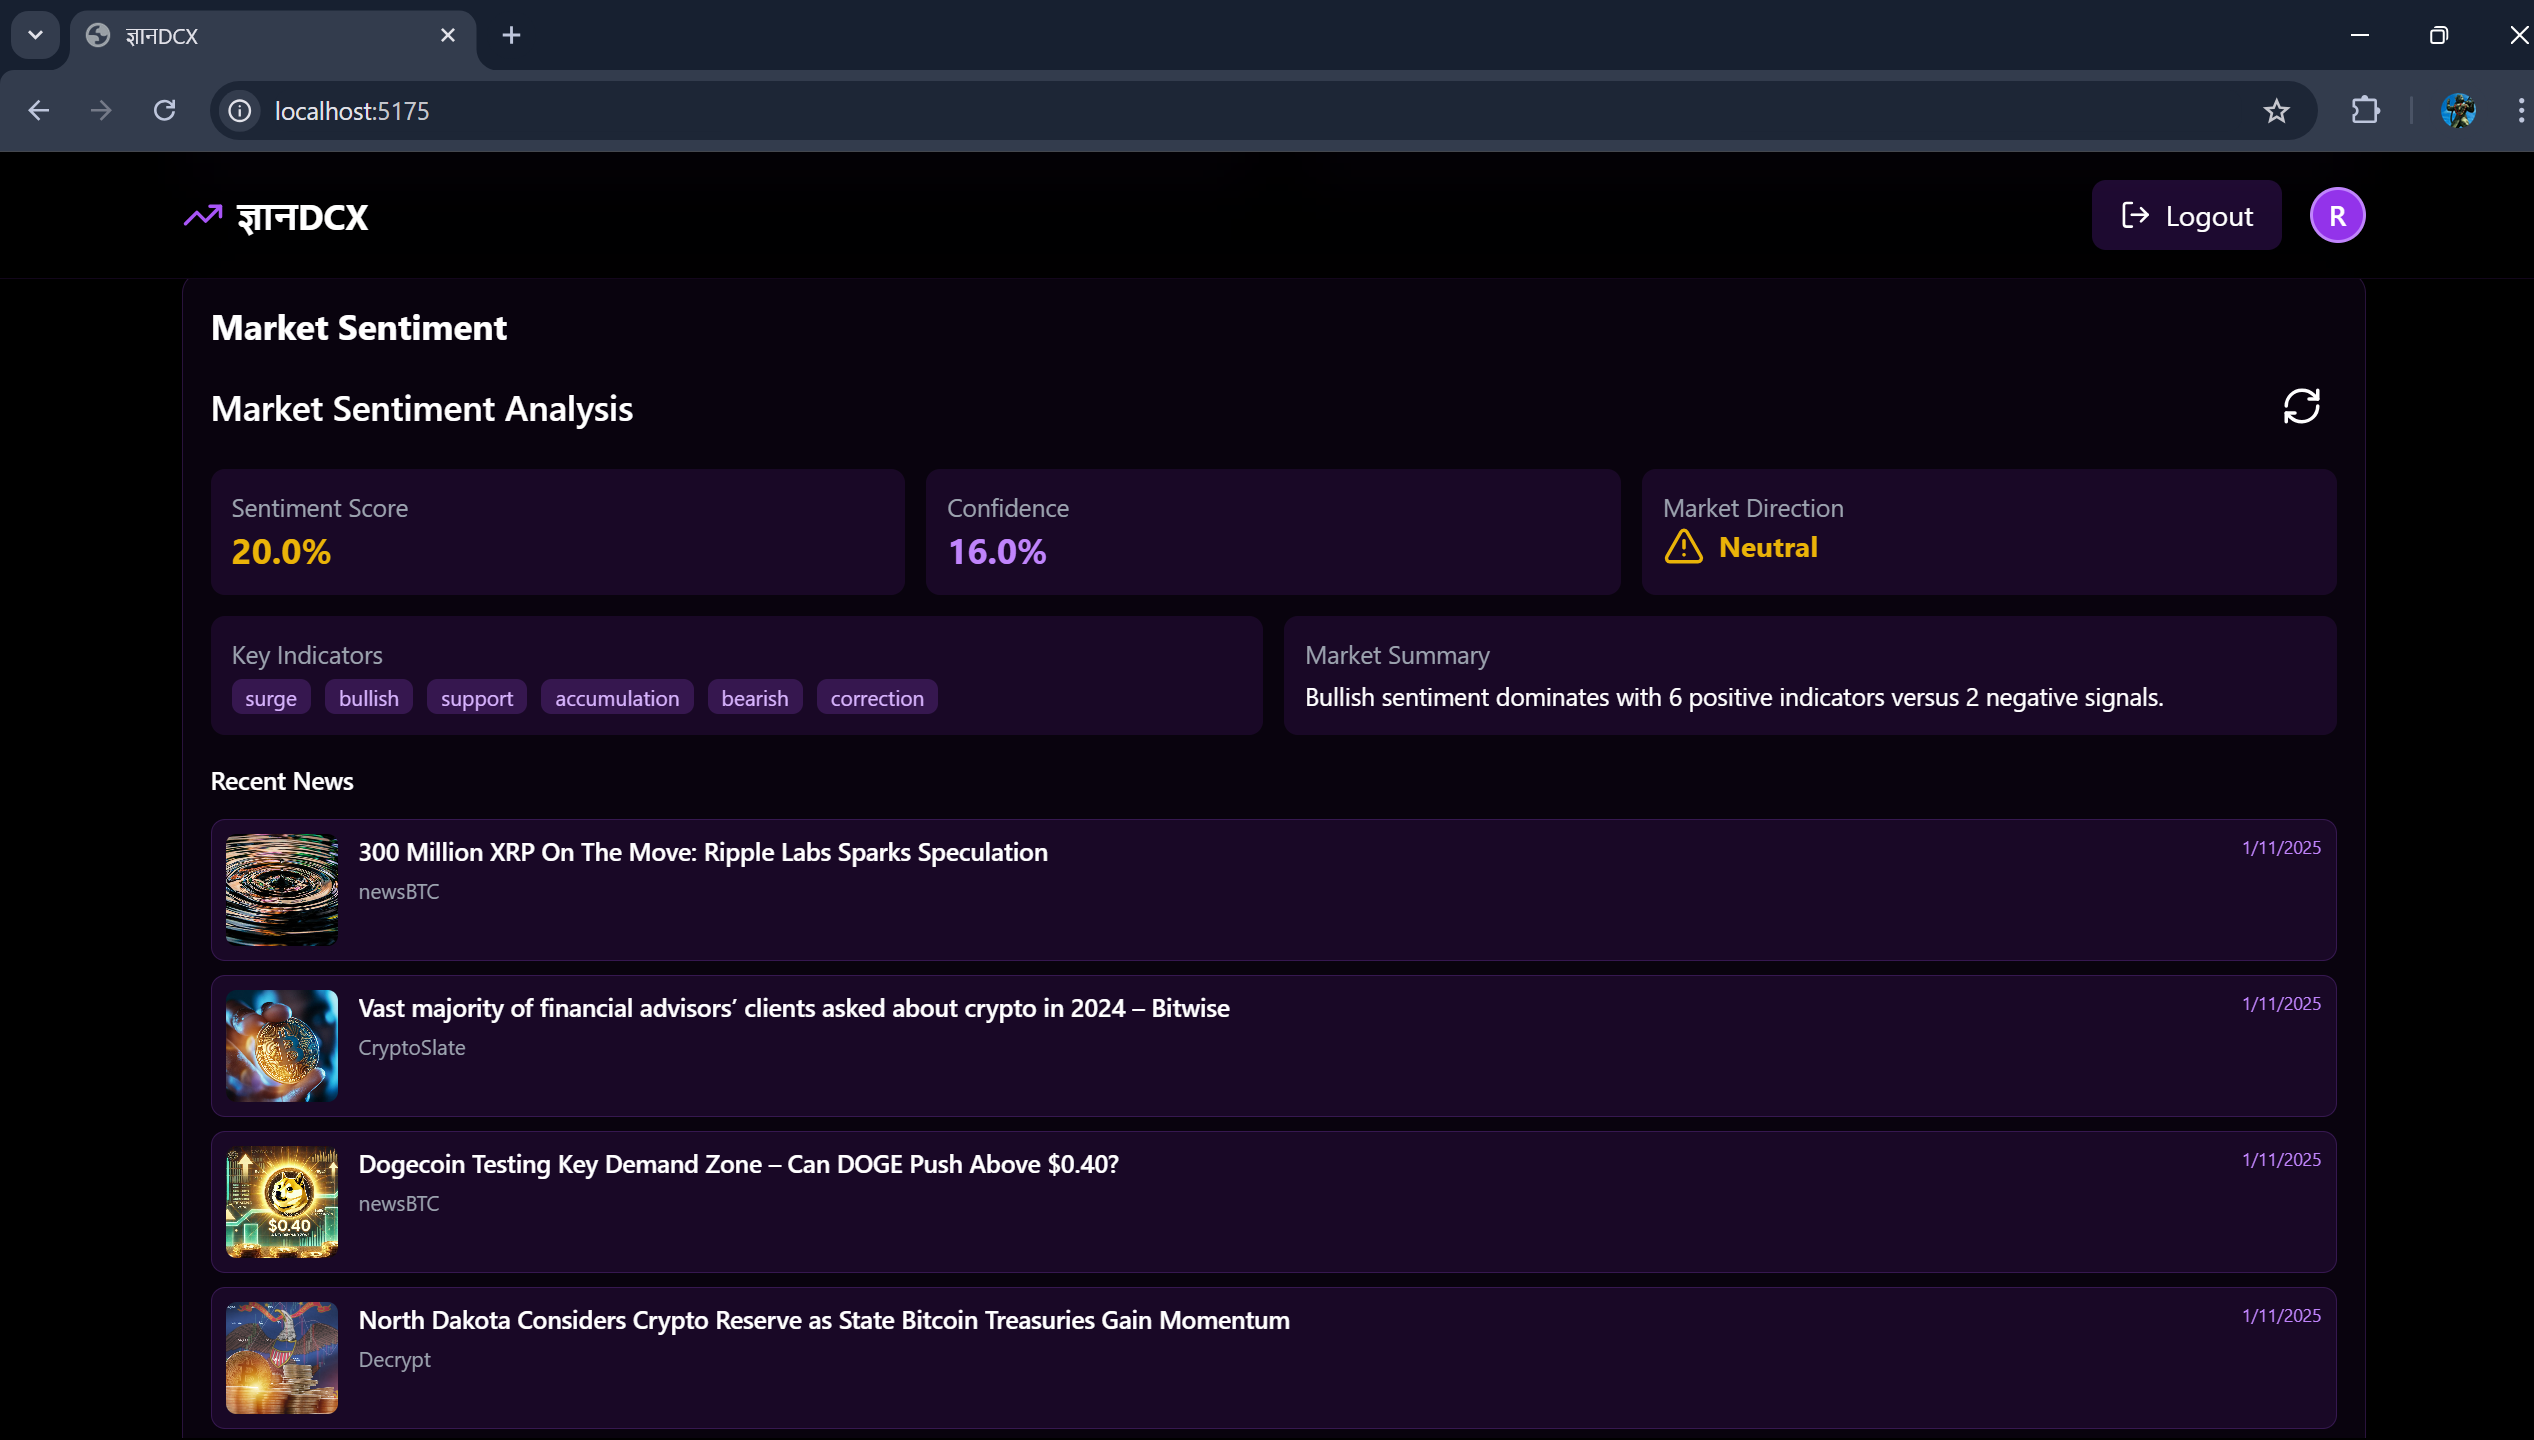 ज्ञानDCX
localhost:5175
ज्ञानDCX
Logout
R
Market Sentiment
Market Sentiment Analysis
Sentiment Score
20.0%
Confidence
16.0%
Market Direction
Neutral
Key Indicators
surge bullish support accumulation bearish correction
Market Summary
Bullish sentiment dominates with 6 positive indicators versus 2 negative signals.
Recent News
300 Million XRP On The Move: Ripple Labs Sparks Speculation
1/11/2025
newsBTC
Vast majority of financial advisors’ clients asked about crypto in 2024 – Bitwise
1/11/2025
CryptoSlate
Dogecoin Testing Key Demand Zone – Can DOGE Push Above $0.40?
1/11/2025
newsBTC
$0.40
North Dakota Considers Crypto Reserve as State Bitcoin Treasuries Gain Momentum
1/11/2025
Decrypt